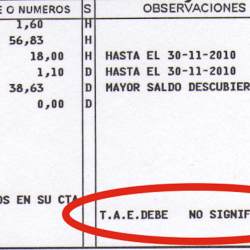 E O NUMEROS S OBSERVACIONES
1,60 H
56,83 H
18,00 H HASTA EL 30-11-2010
1,10 D HASTA EL 30-11-2010
38,63 D MAYOR SALDO DESCUBIER
0,00 D
OS EN SU CTA
T.A.E.DEBE NO SIGNIF